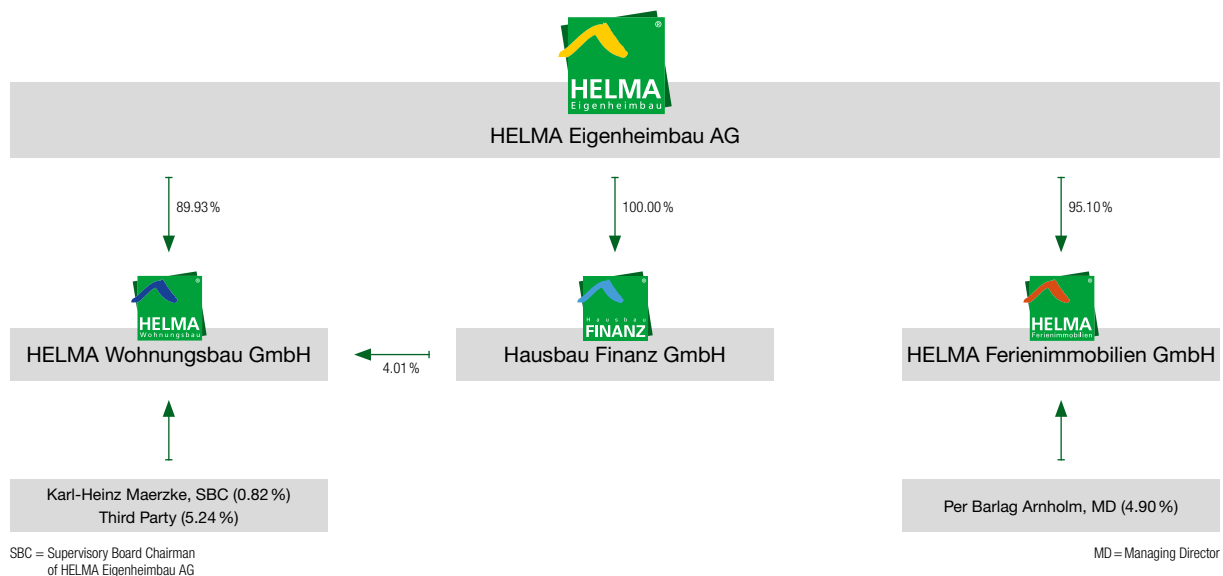 ®
HELMA
Eigenheimbau
HELMA Eigenheimbau AG
89.93 %
100.00 %
95.10 %
®
HELMA
Wohnungsbau
HELMA Wohnungsbau GmbH
4.01 %
®
Hausbau
FINANZ
Hausbau Finanz GmbH
®
HELMA
Ferienimmobilien
HELMA Ferienimmobilien GmbH
Karl-Heinz Maerzke, SBC (0.82 %)
Third Party (5.24 %)
Per Barlag Arnholm, MD (4.90 %)
SBC = Supervisory Board Chairman
of HELMA Eigenheimbau AG
MD = Managing Director